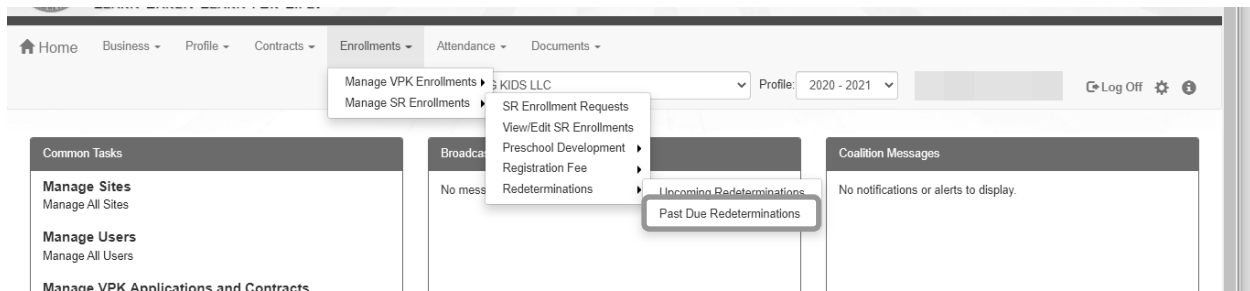 Home Business Profile Contracts Enrollments Attendance Documents
Manage VPK Enrollments
KIDS LLC Profile: 2020 - 2021 Log Off
Manage SR Enrollments
SR Enrollment Requests
View/Edit SR Enrollments
Preschool Development
Registration Fee
Redeterminations
Upcoming Redeterminations
Past Due Redeterminations
Common Tasks
Manage Sites
Manage All Sites
Manage Users
Manage All Users
Manage VPK Applications and Contracts
No mess
Coalition Messages
No notifications or alerts to display.